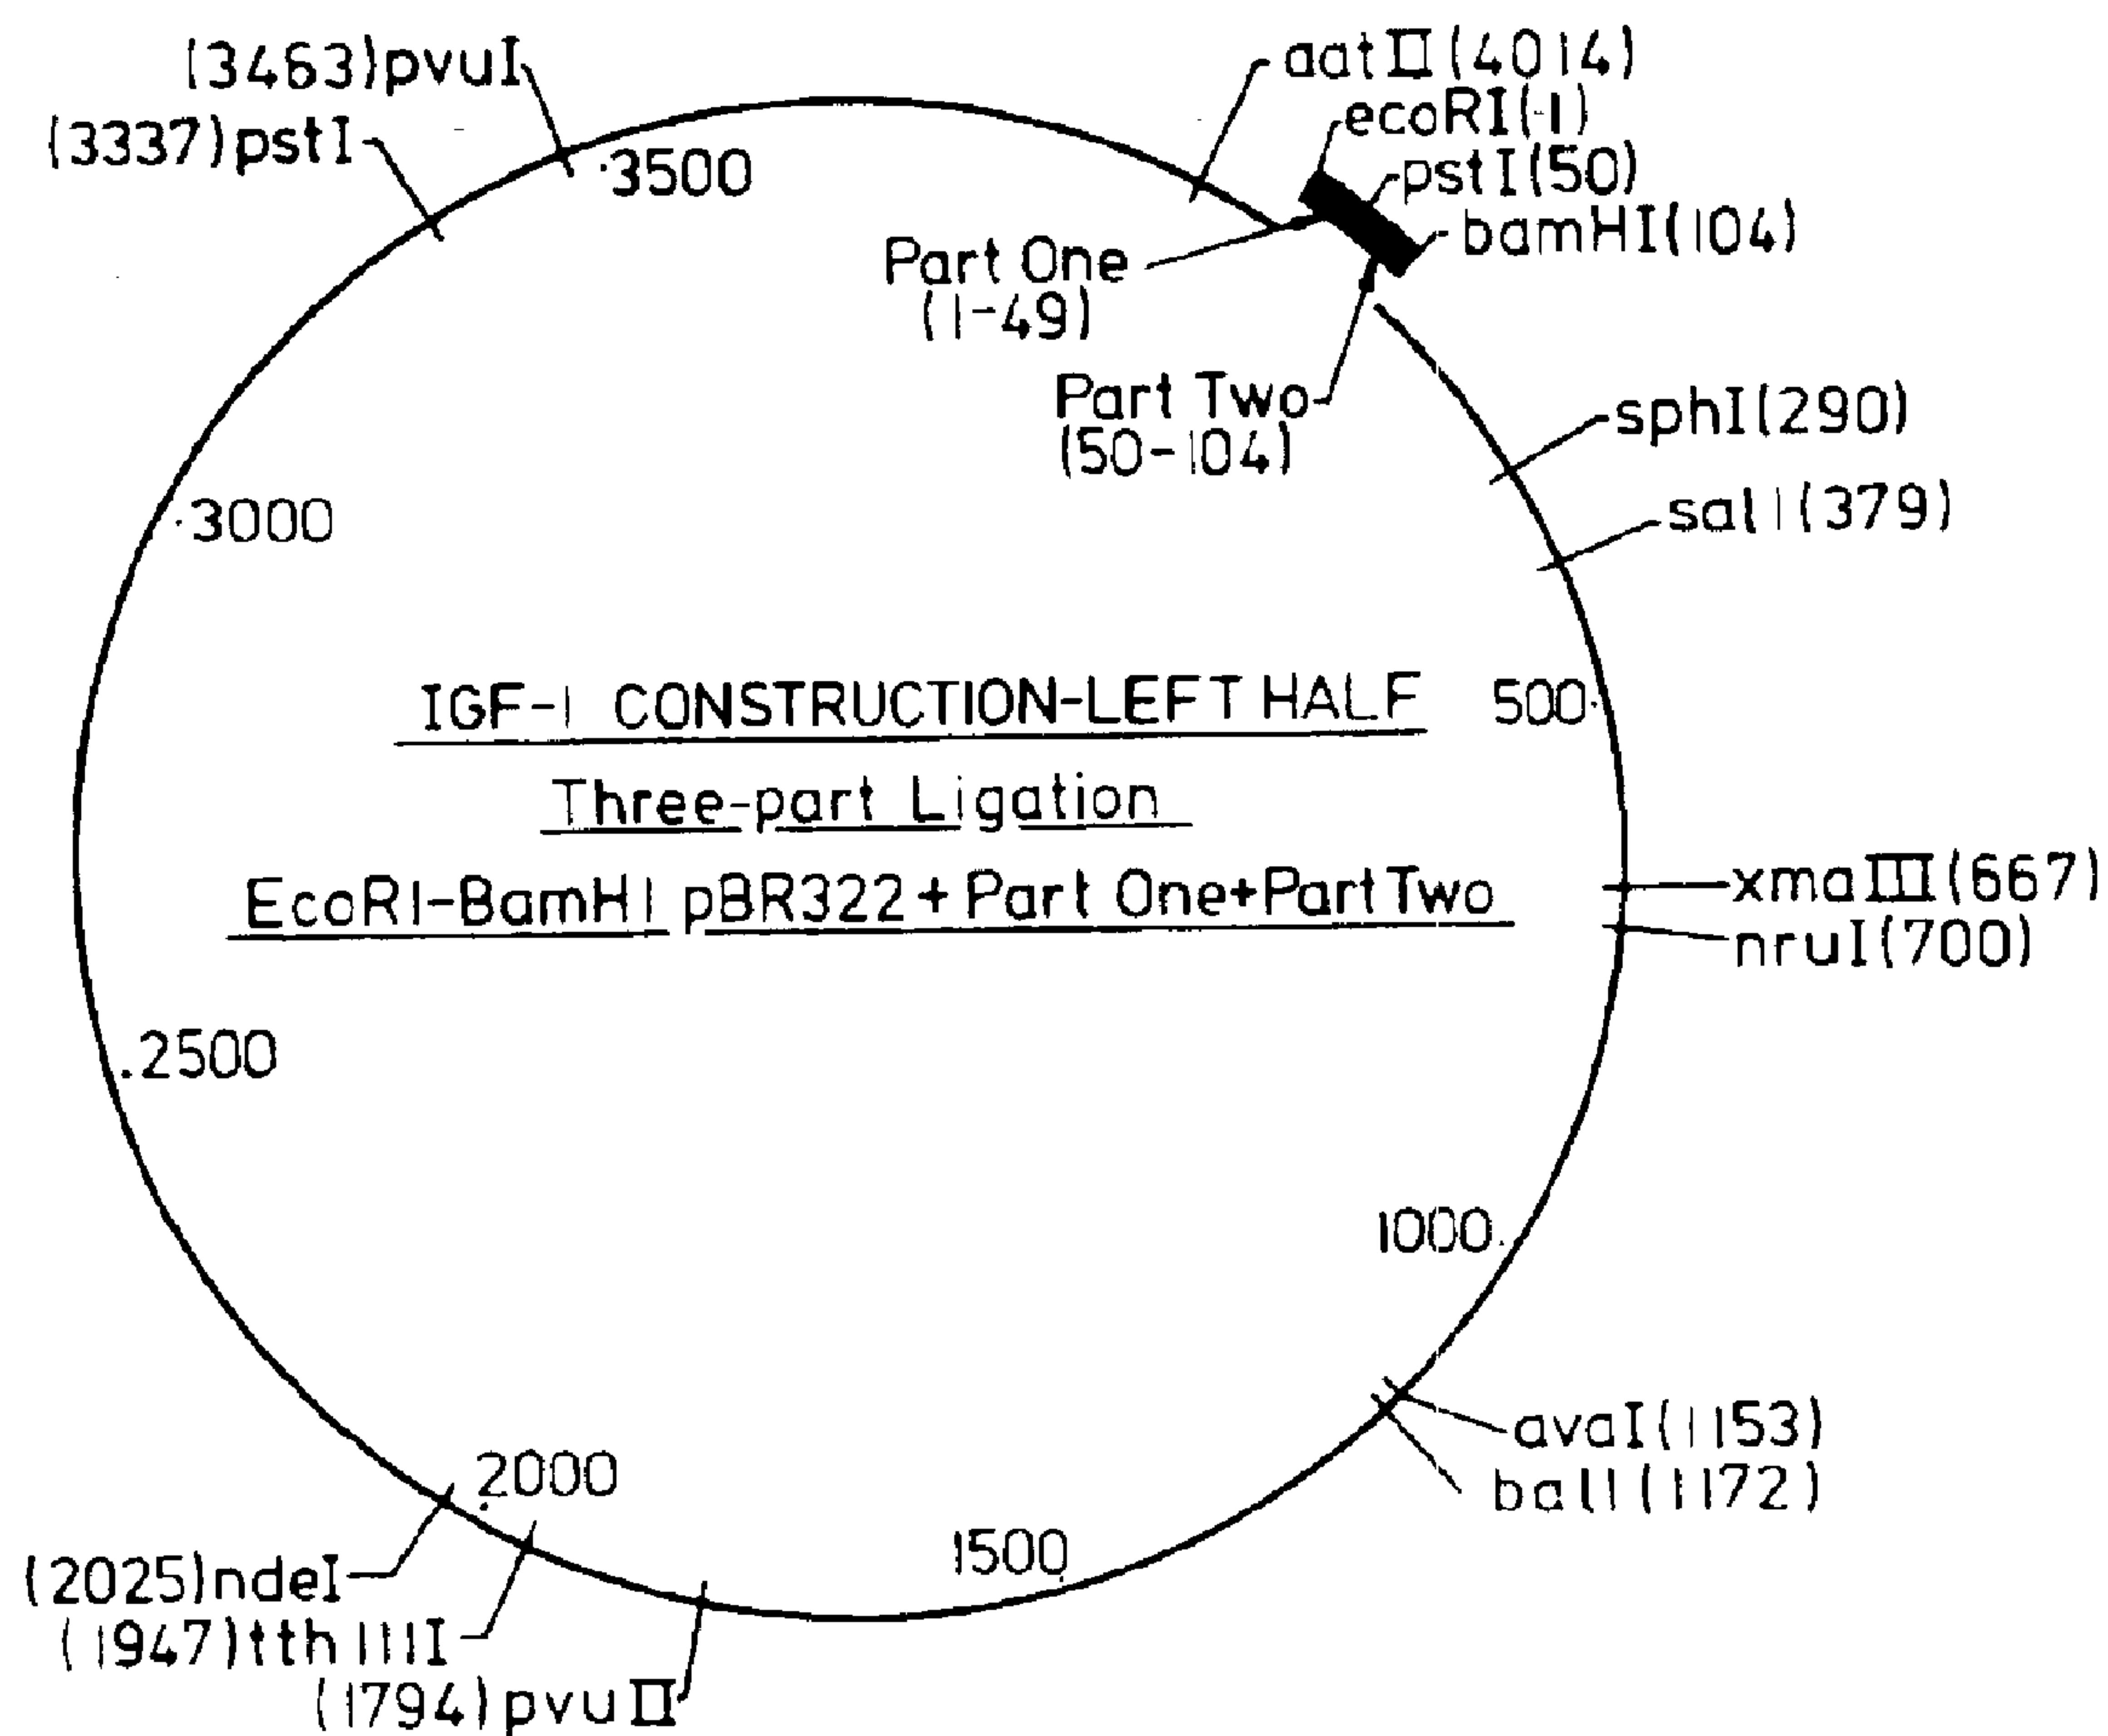 (3463)pvuI
(3337)pstI
aatII(4014)
ecoRI(-1)
pstI(50)
bamHI(104)
3500
Part One
(1-49)
Part Two
(50-104)
sphI(290)
salI(379)
3000
IGF-I CONSTRUCTION-LEFT HALF
500
Three-part Ligation
EcoRI-BamHI pBR322+Part One+Part Two
xmaIII(667)
nruI(700)
2500
1000
avaI(1153)
balI(1172)
2000
1500
(2025)ndeI
(1947)tth111I
(1794)pvuII